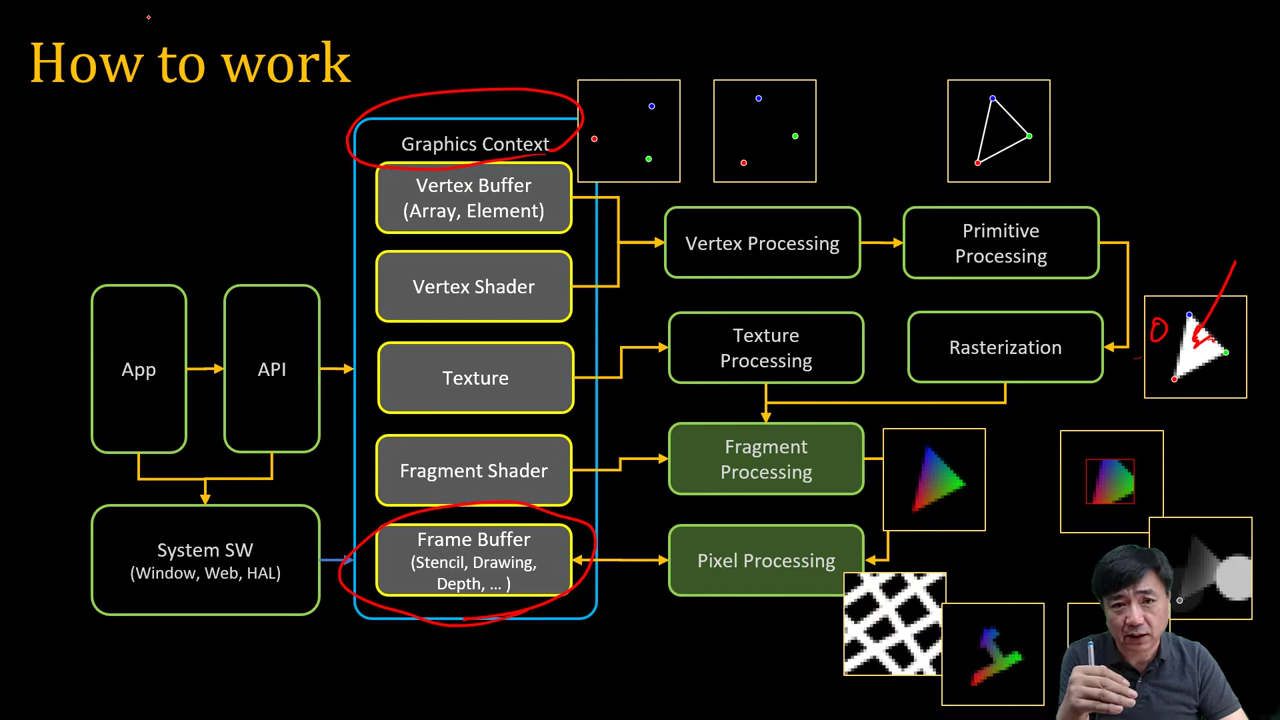 How to work
Graphics Context
Vertex Buffer
(Array, Element)
Vertex Shader
Texture
Fragment Shader
Frame Buffer
(Stencil, Drawing,
Depth, ... )
App
API
System SW
(Window, Web, HAL)
Vertex Processing
Primitive
Processing
Texture
Processing
Rasterization
Fragment
Processing
Pixel Processing